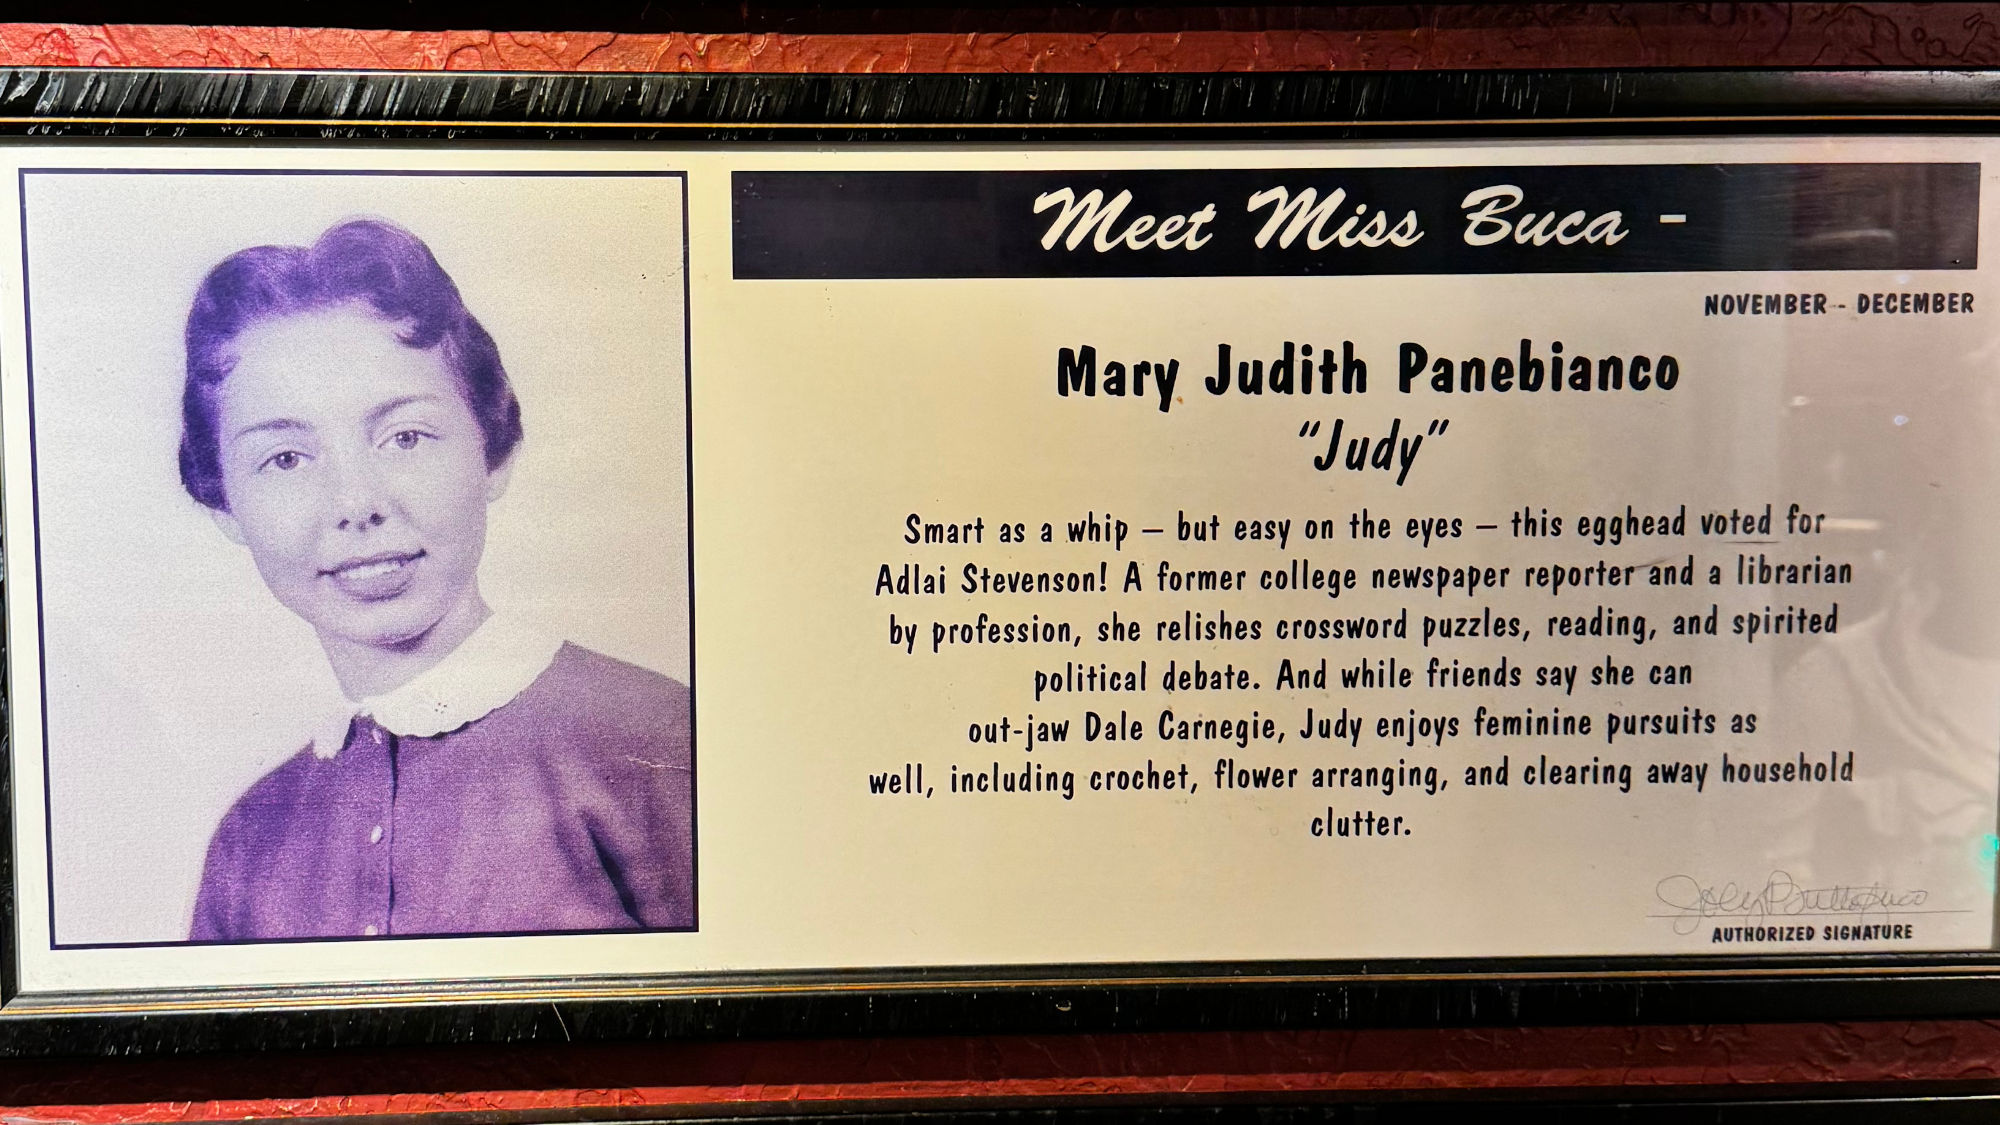 Meet Miss Buca -
NOVEMBER - DECEMBER
Mary Judith Panebianco
"Judy"
Smart as a whip – but easy on the eyes – this egghead voted for
Adlai Stevenson! A former college newspaper reporter and a librarian
by profession, she relishes crossword puzzles, reading, and spirited
political debate. And while friends say she can
out-jaw Dale Carnegie, Judy enjoys feminine pursuits as
well, including crochet, flower arranging, and clearing away household
clutter.
AUTHORIZED SIGNATURE